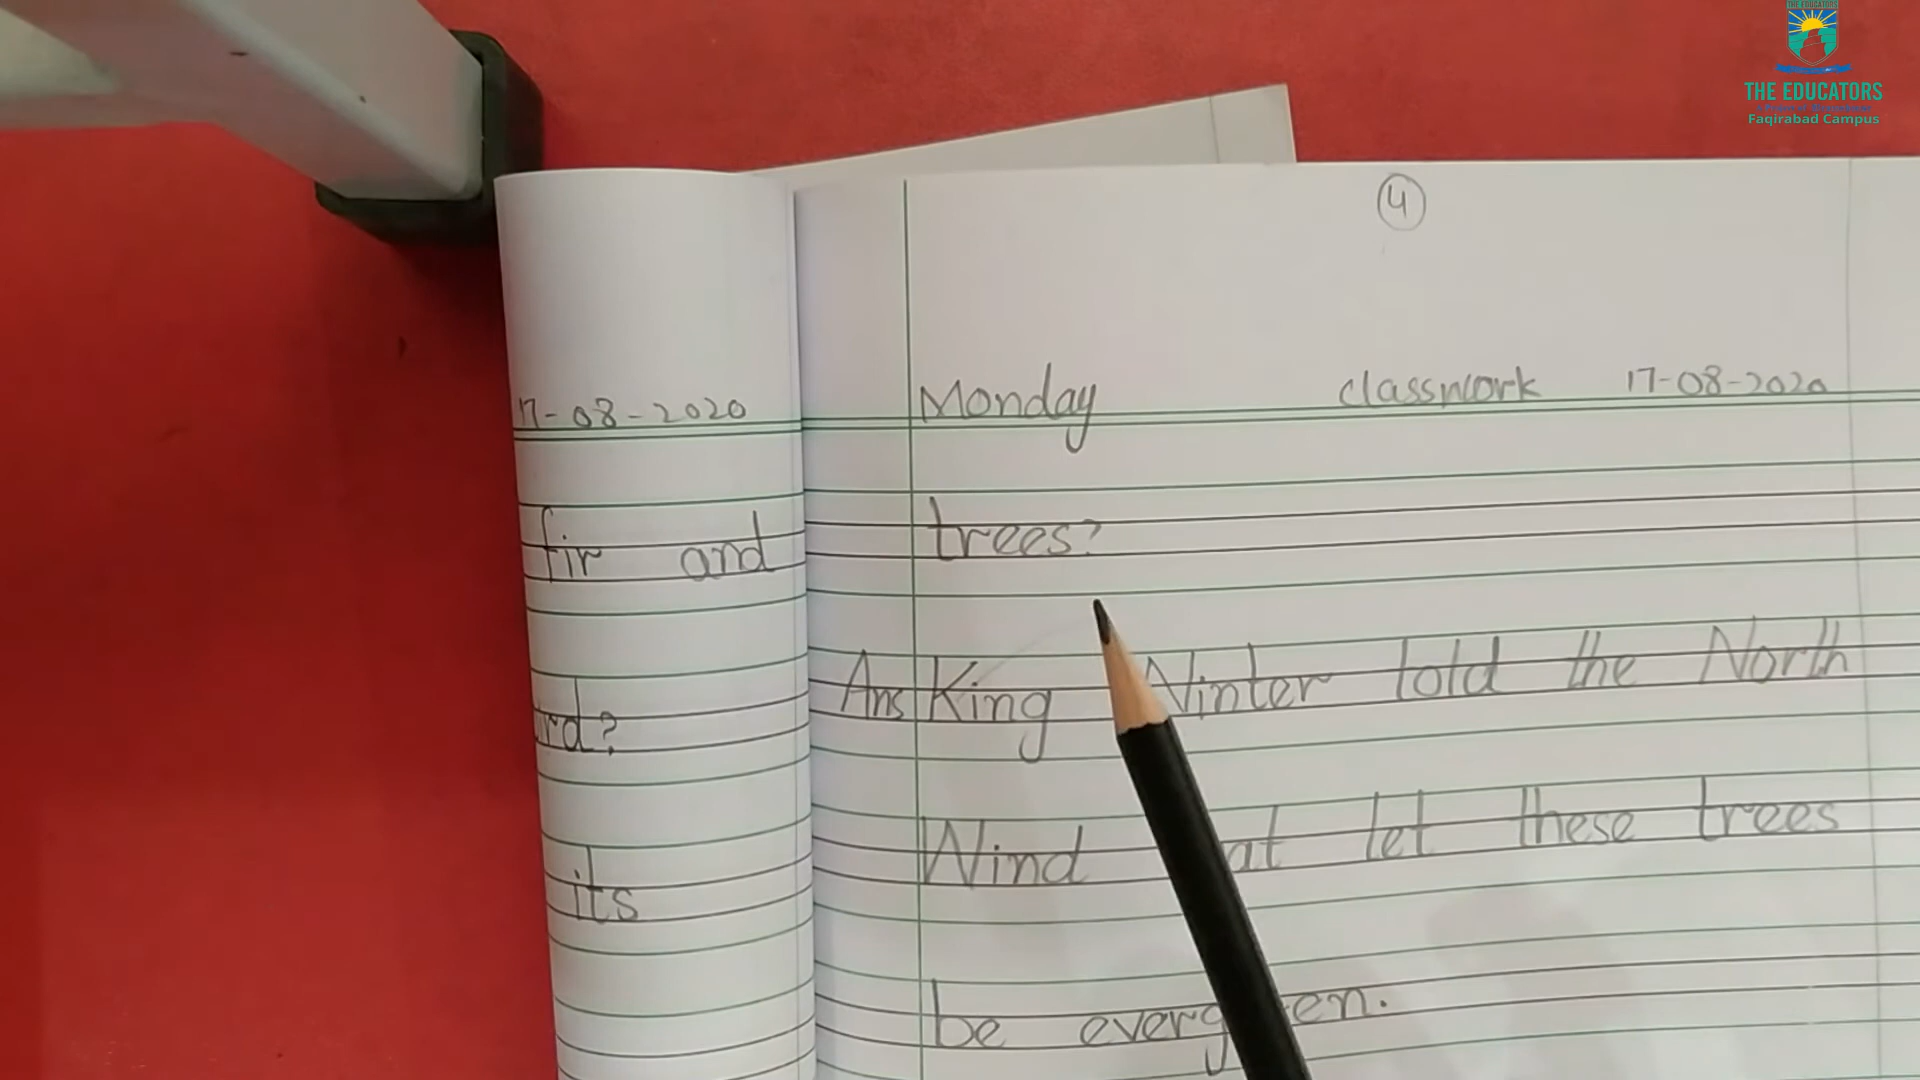 THE EDUCATORS
Faqirabad Campus
17-08-2020
fir and
its
4
Monday classwork 17-08-2020
trees?
Ans King Winter told the North
Wind let these trees
be